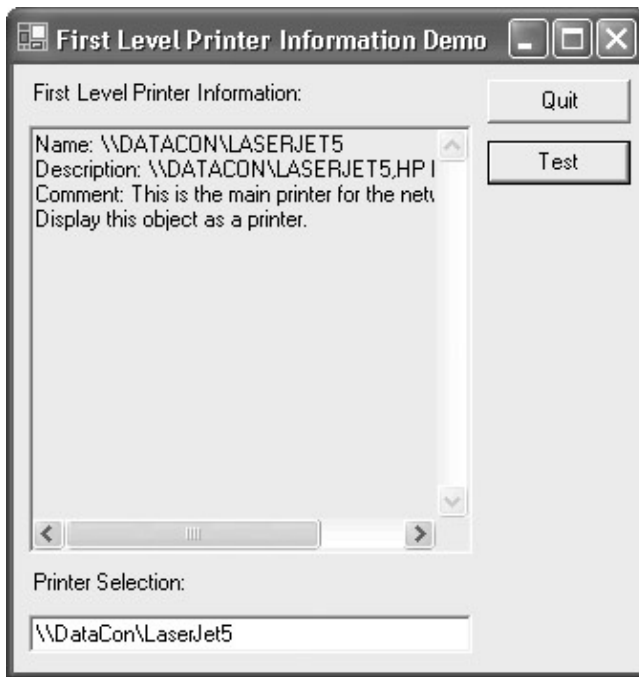 First Level Printer Information Demo
First Level Printer Information:
Quit
Name: \\DATACON\LASERJET5
Description: \\DATACON\LASERJET5,HP
Test
Comment: This is the main printer for the
Display this object as a printer.
Printer Selection:
\\DataCon\LaserJet5